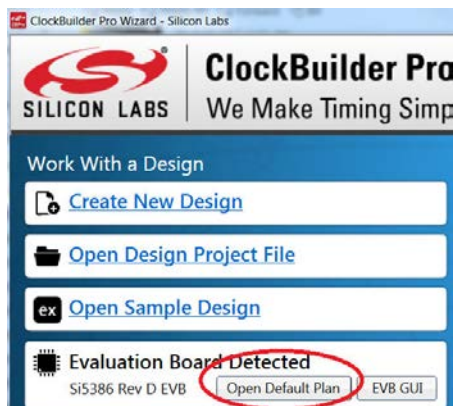 ClockBuilder Pro Wizard - Silicon Labs
SILICON LABS
ClockBuilder Pro
We Make Timing Simp
Work With a Design
Create New Design
Open Design Project File
ex Open Sample Design
Evaluation Board Detected
Si5386 Rev D EVB Open Default Plan EVB GUI